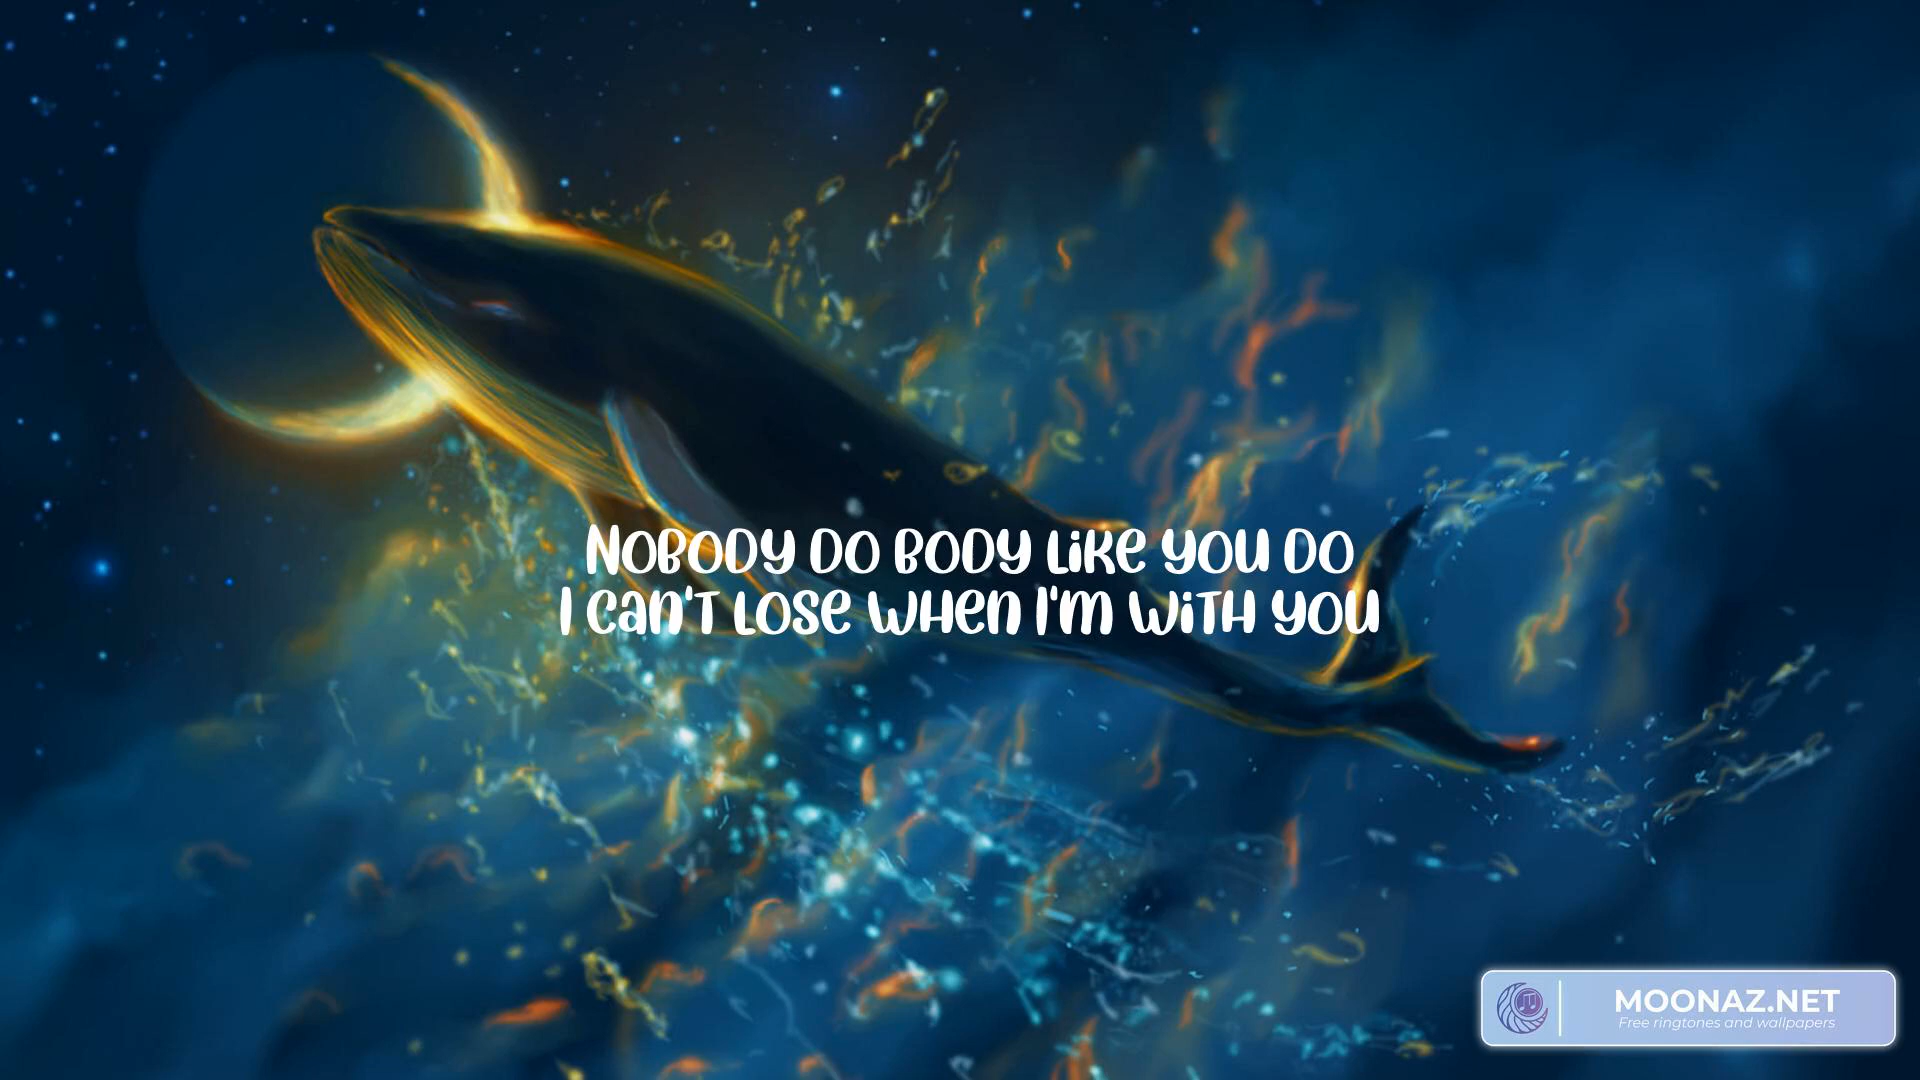 Nobody do body like you do
I can't lose when I'm with you
MOONAZ.NET
Free ringtones and wallpapers